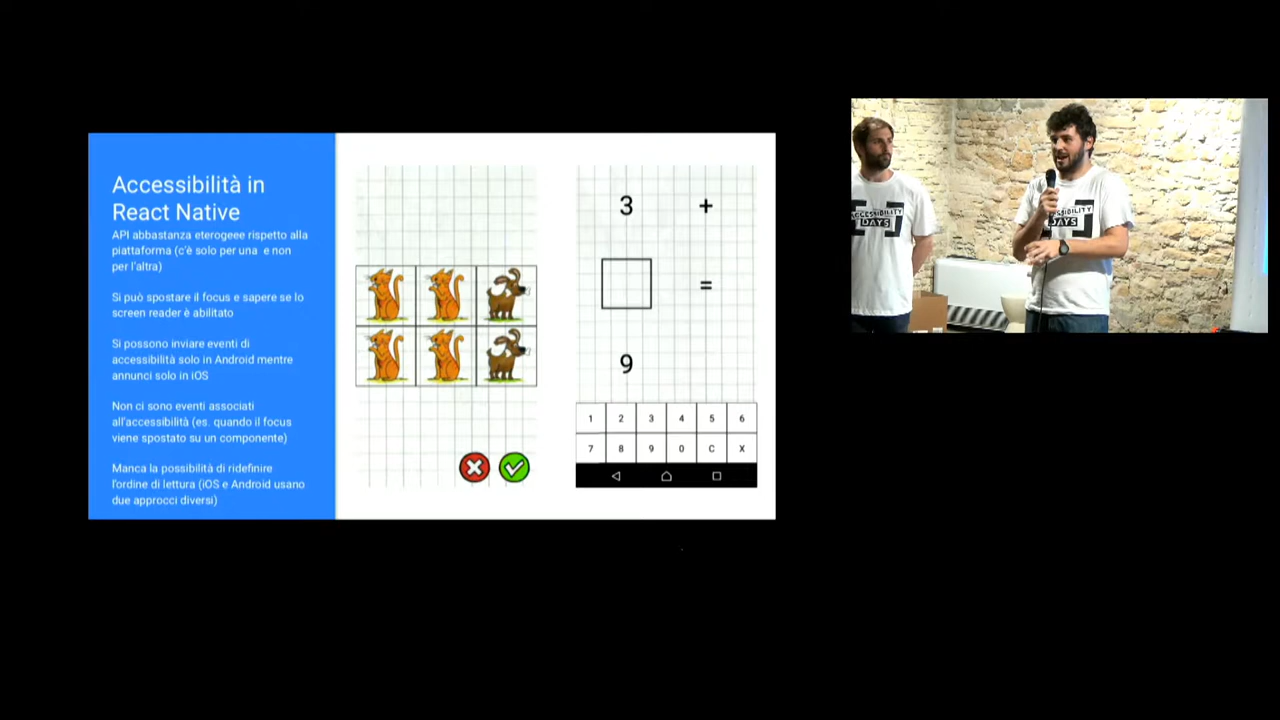 Accessibilità in
React Native
API abbastanza eterogeee rispetto alla
piattaforma (c'è solo per una e non
per l'altra)
Si può spostare il focus e sapere se lo
screen reader è abilitato
Si possono inviare eventi di
accessibilità solo in Android mentre
annunci solo in iOS
Non ci sono eventi associati
all'accessibilità (es. quando il focus
viene spostato su un componente)
Manca la possibilità di ridefinire
l'ordine di lettura (iOS e Android usano
due approcci diversi)
3 +
=
9
1 2 3 4 5 6
7 8 9 0 C X
ACCESSIBILITY
DAYS
ACCESSIBILITY
DAYS